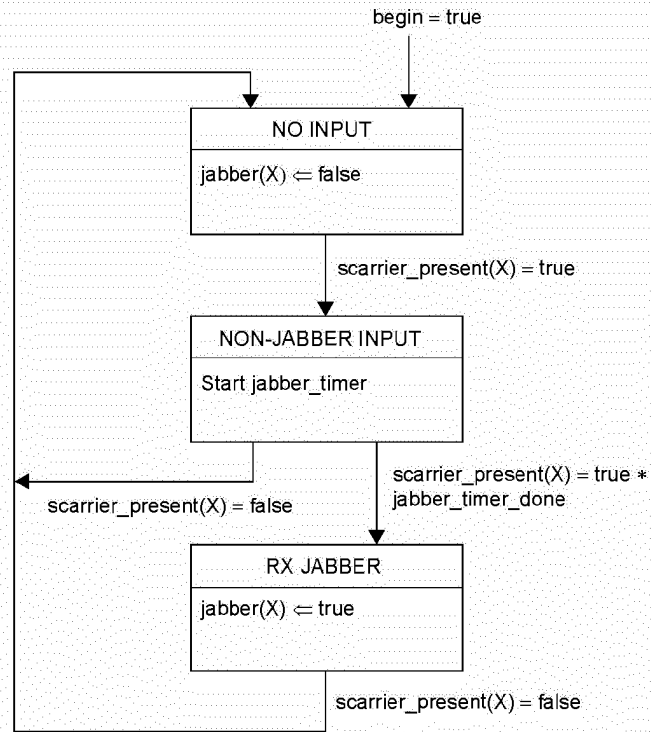 begin = true
NO INPUT
jabber(X) ⇐ false
scarrier_present(X) = true
NON-JABBER INPUT
Start jabber_timer
scarrier_present(X) = true *
jabber_timer_done
scarrier_present(X) = false
RX JABBER
jabber(X) ⇐ true
scarrier_present(X) = false